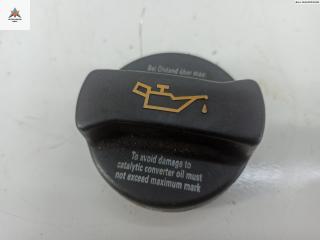 Bei Ölstand über max
To avoid damage to
catalytic converter oil must
not exceed maximum mark